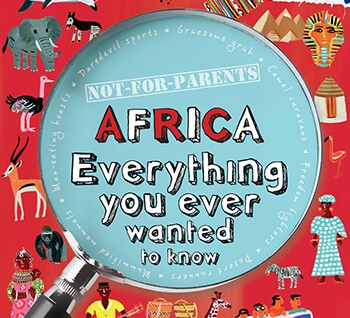 Man-eating beasts * Daredevil sports * Gruesome grub * Camel caravans * Freedom fighters * Desert runners * Mummified animals
NOT-FOR-PARENTS
AFRICA
Everything
you ever
wanted
to know